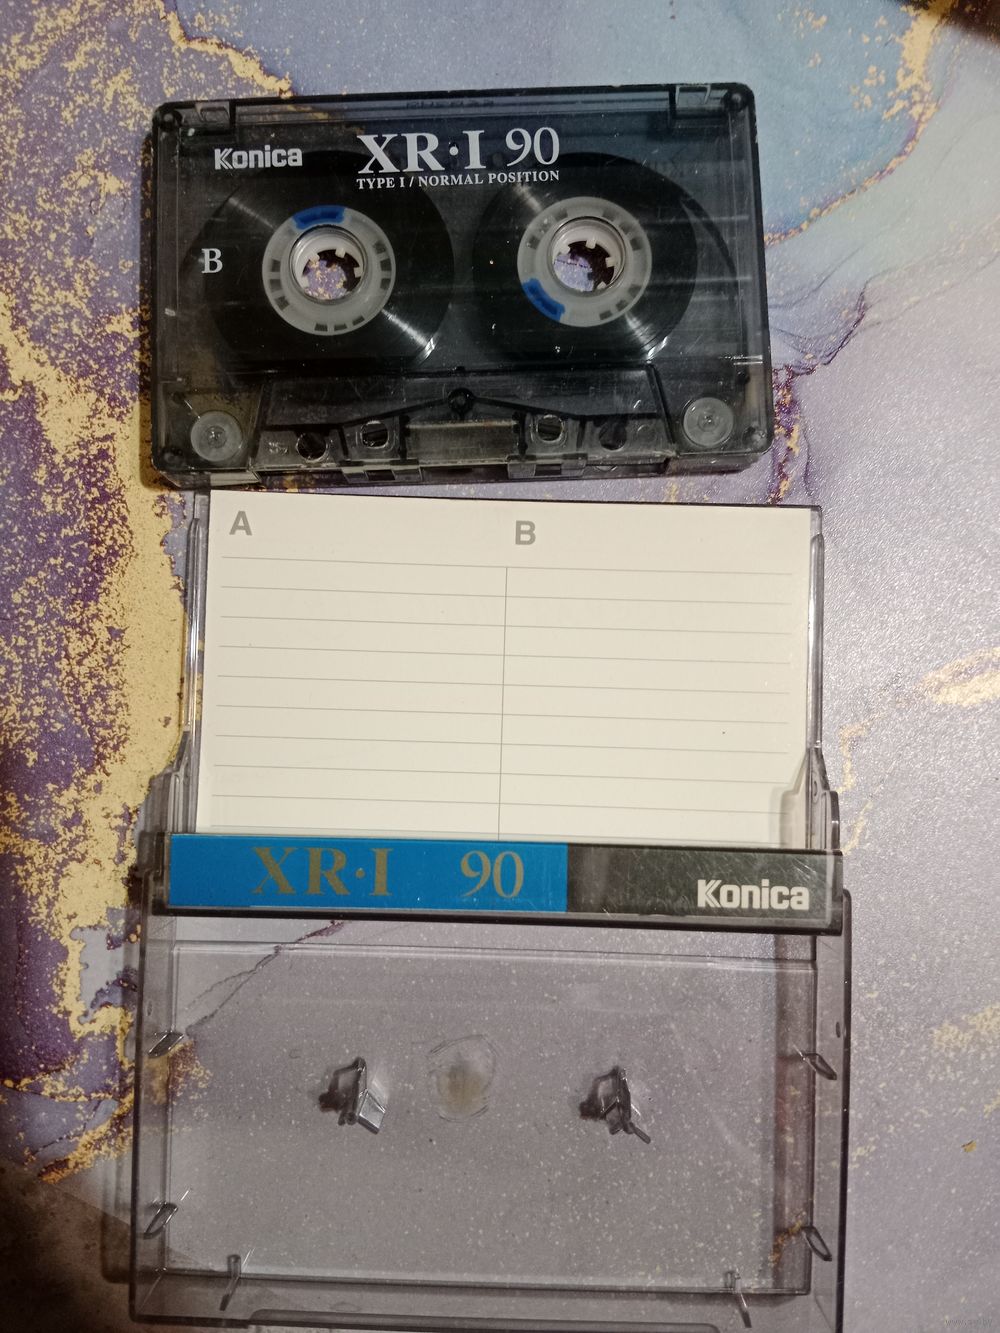 Konica
XR·I 90
TYPE I / NORMAL POSITION
B
A
B
XR·I 90
Konica